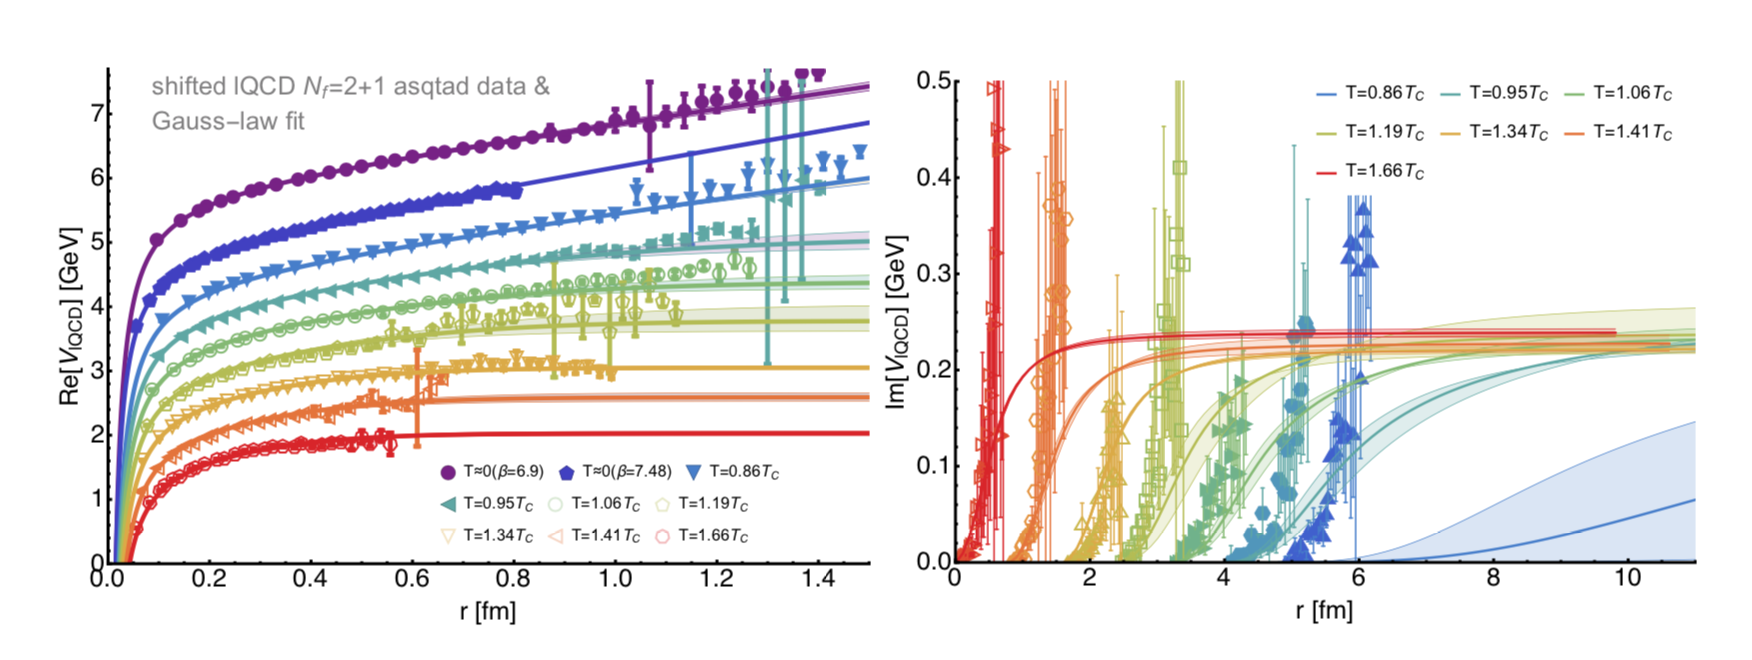 shifted lQCD N_f=2+1 asqtad data &
Gauss–law fit
Re[V_lQCD] [GeV]
7
6
5
4
3
2
1
0
0.0 0.2 0.4 0.6 0.8 1.0 1.2 1.4
r [fm]
T≈0(β=6.9) T≈0(β=7.48) T=0.86T_C
T=0.95T_C T=1.06T_C T=1.19T_C
T=1.34T_C T=1.41T_C T=1.66T_C
Im[V_lQCD] [GeV]
0.5
0.4
0.3
0.2
0.1
0.0
0 2 4 6 8 10
r [fm]
T=0.86T_C T=0.95T_C T=1.06T_C
T=1.19T_C T=1.34T_C T=1.41T_C
T=1.66T_C